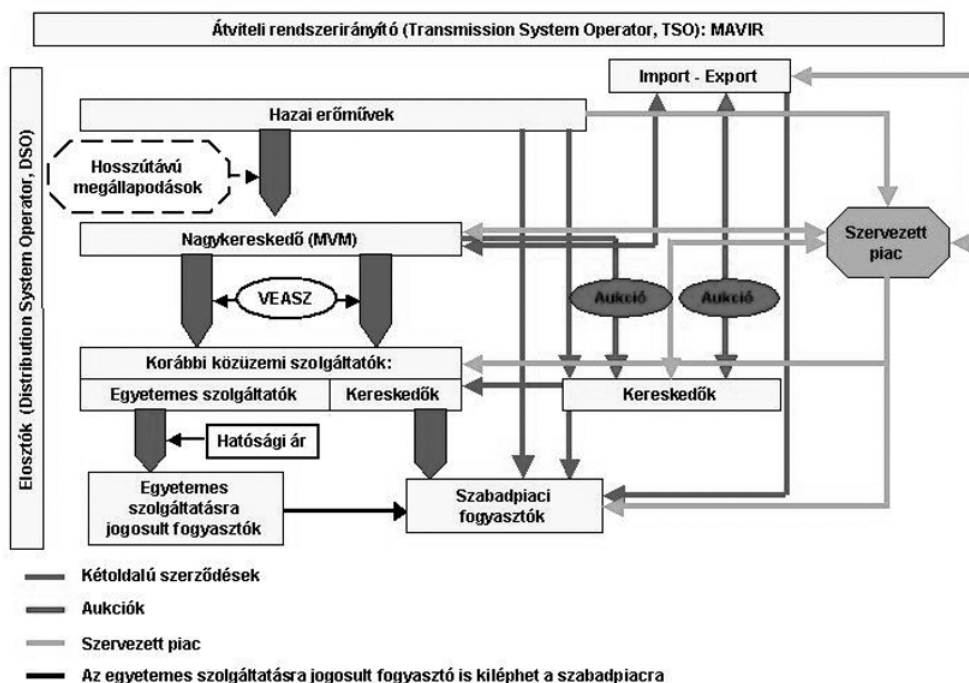 Átviteli rendszerirányító (Transmission System Operator, TSO): MAVIR
Elosztók (Distribution System Operator, DSO)
Import - Export
Hazai erőművek
Hosszútávú
megállapodások
Nagykereskedő (MVM)
Szervezett
piac
VEASZ
Aukció
Aukció
Korábbi közüzemi szolgáltatók:
Egyetemes szolgáltatók
Kereskedők
Kereskedők
Hatósági ár
Egyetemes
szolgáltatásra
jogosult fogyasztók
Szabadpiaci
fogyasztók
Kétoldalú szerződések
Aukciók
Szervezett piac
Az egyetemes szolgáltatásra jogosult fogyasztó is kiléphet a szabadpiacra